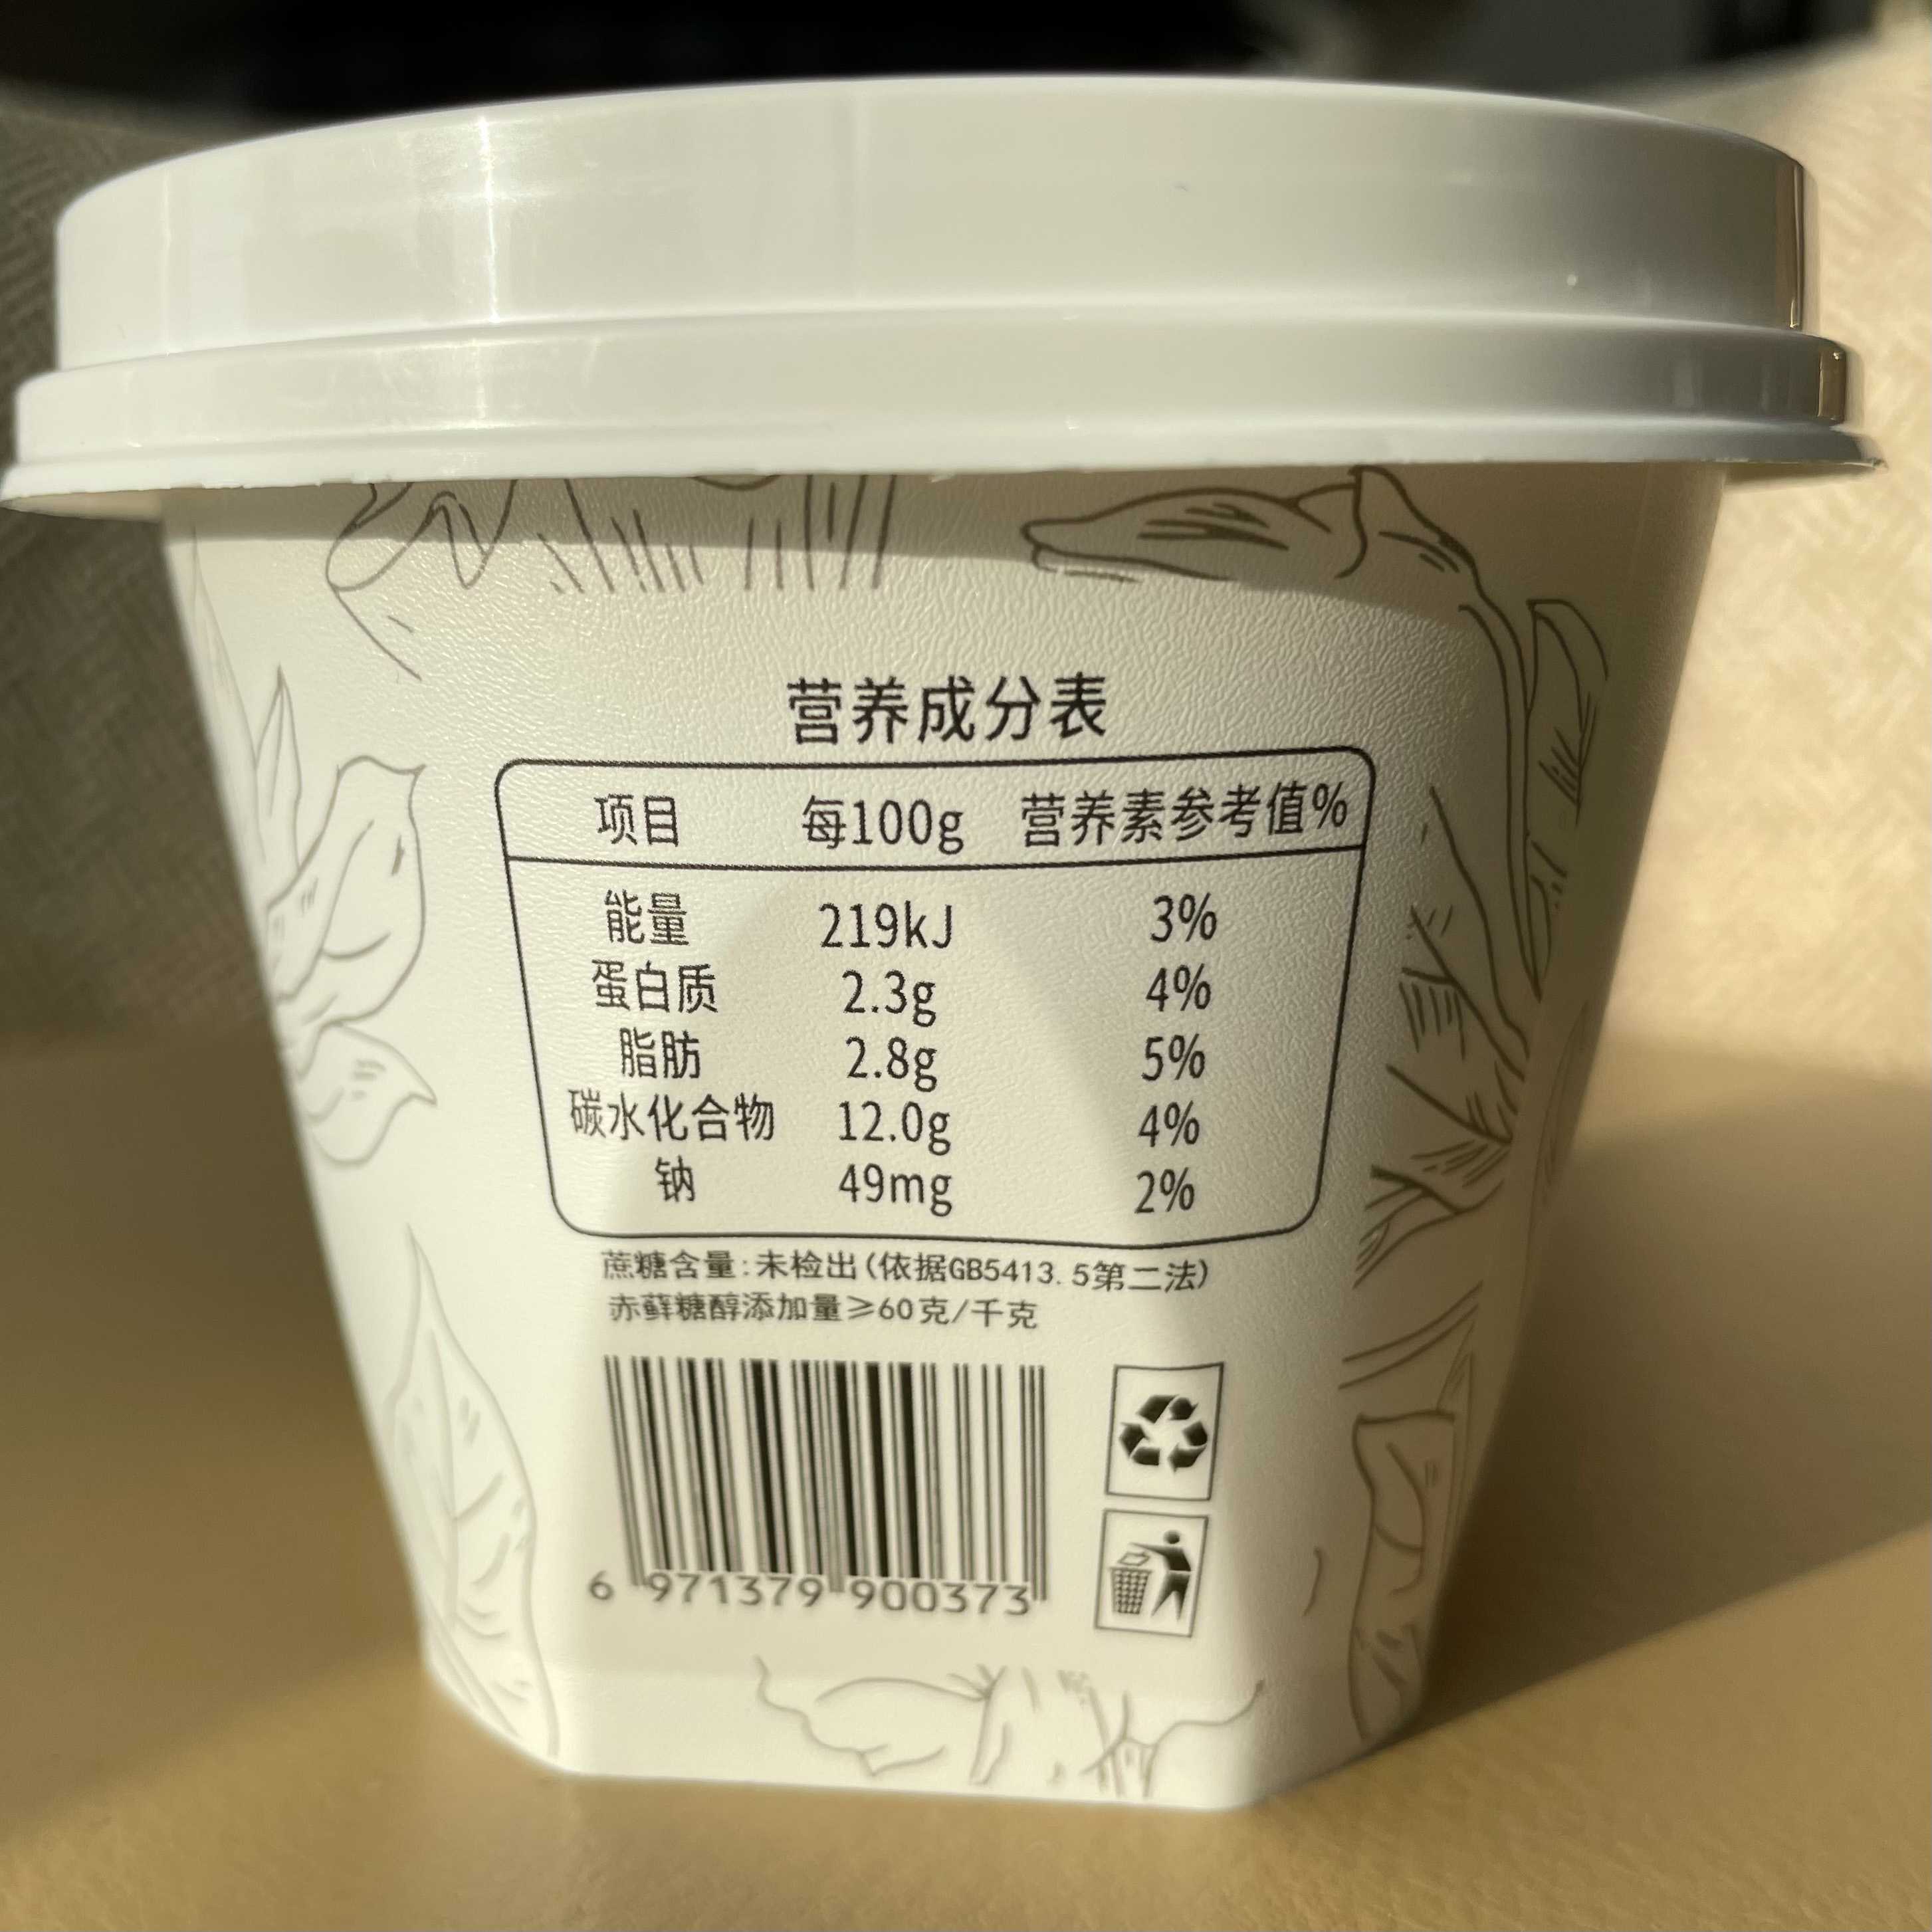 营养成分表
项目 每100g 营养素参考值%
能量 219kJ 3%
蛋白质 2.3g 4%
脂肪 2.8g 5%
碳水化合物 12.0g 4%
钠 49mg 2%
蔗糖含量:未检出(依据GB5413.5第二法)
赤藓糖醇添加量≥60克/千克
6 971379 900373